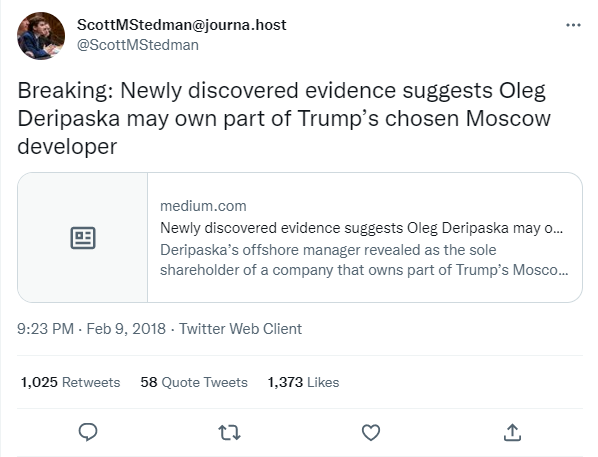 ScottMStedman@journa.host
@ScottMStedman
Breaking: Newly discovered evidence suggests Oleg
Deripaska may own part of Trump’s chosen Moscow
developer
medium.com
Newly discovered evidence suggests Oleg Deripaska may o...
Deripaska’s offshore manager revealed as the sole
shareholder of a company that owns part of Trump’s Mosco...
9:23 PM · Feb 9, 2018 · Twitter Web Client
1,025 Retweets 58 Quote Tweets 1,373 Likes